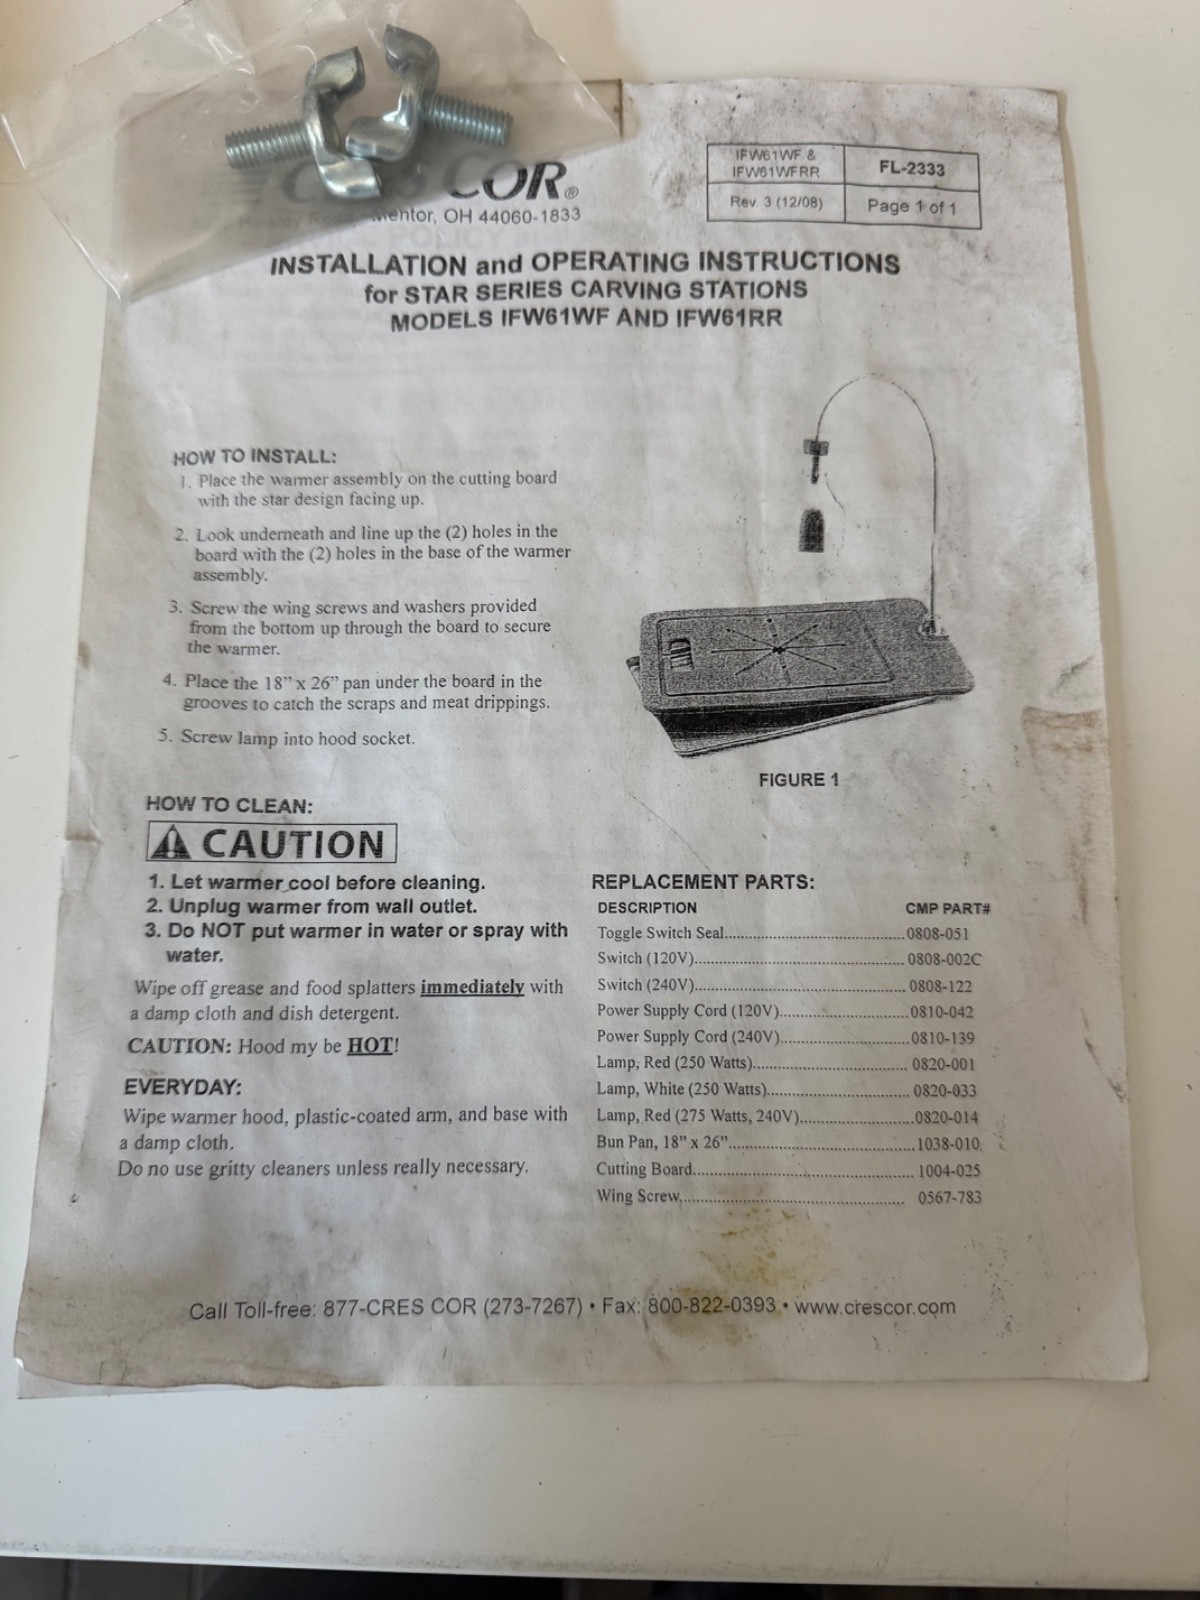 COR®
Mentor, OH 44060-1833
IFW61WF &
IFW61WFRR
FL-2333
Rev. 3 (12/08)
Page 1 of 1
INSTALLATION and OPERATING INSTRUCTIONS
for STAR SERIES CARVING STATIONS
MODELS IFW61WF AND IFW61RR
HOW TO INSTALL:
1. Place the warmer assembly on the cutting board
with the star design facing up.
2. Look underneath and line up the (2) holes in the
board with the (2) holes in the base of the warmer
assembly.
3. Screw the wing screws and washers provided
from the bottom up through the board to secure
the warmer.
4. Place the 18" x 26" pan under the board in the
grooves to catch the scraps and meat drippings.
5. Screw lamp into hood socket.
FIGURE 1
HOW TO CLEAN:
CAUTION
1. Let warmer cool before cleaning.
2. Unplug warmer from wall outlet.
3. Do NOT put warmer in water or spray with
water.
Wipe off grease and food splatters immediately with
a damp cloth and dish detergent.
CAUTION: Hood my be HOT!
EVERYDAY:
Wipe warmer hood, plastic-coated arm, and base with
a damp cloth.
Do no use gritty cleaners unless really necessary.
REPLACEMENT PARTS:
DESCRIPTION CMP PART#
Toggle Switch Seal..........0808-051
Switch (120V)..........0808-002C
Switch (240V)..........0808-122
Power Supply Cord (120V)..........0810-042
Power Supply Cord (240V)..........0810-139
Lamp, Red (250 Watts)..........0820-001
Lamp, White (250 Watts)..........0820-033
Lamp, Red (275 Watts, 240V)..........0820-014
Bun Pan, 18" x 26"..........1038-010
Cutting Board..........1004-025
Wing Screw..........0567-783
Call Toll-free: 877-CRES COR (273-7267) • Fax: 800-822-0393 • www.crescor.com